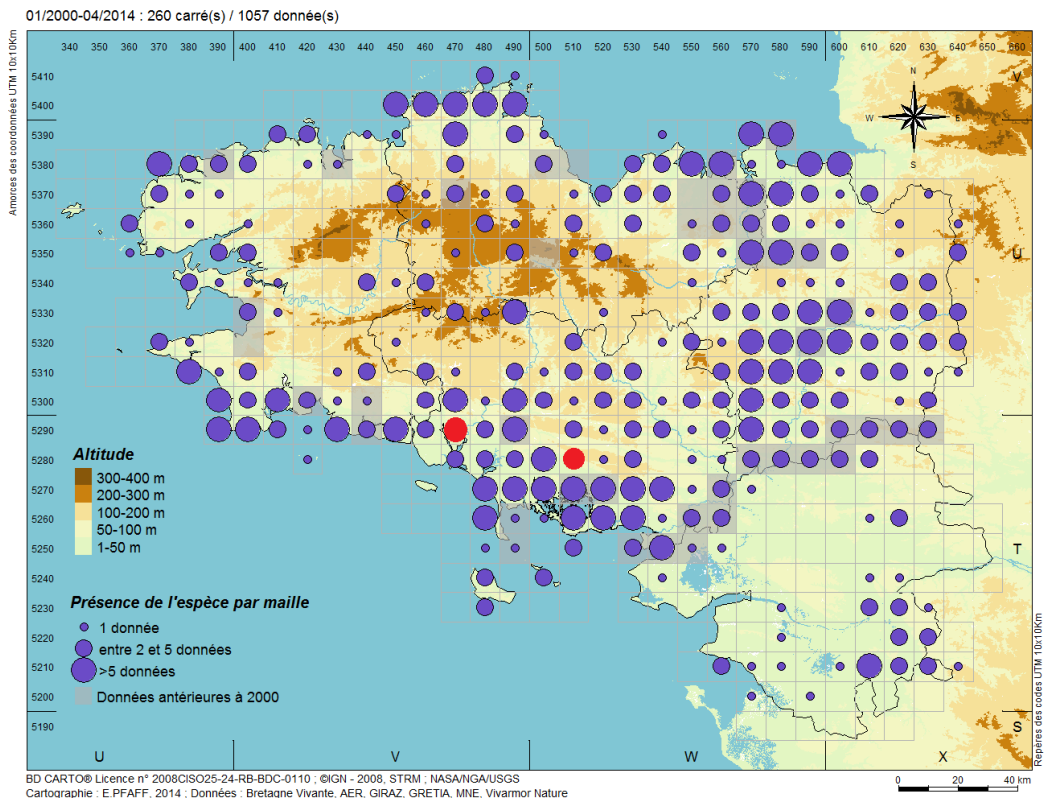 01/2000-04/2014 : 260 carré(s) / 1057 donnée(s)
Amorces des coordonnées UTM 10x10Km
340 350 360 370 380 390 400 410 420 430 440 450 460 470 480 490 500 510 520 530 540 550 560 570 580 590 600 610 620 630 640 650 660
5410
5400
5390
5380
5370
5360
5350
5340
5330
5320
5310
5300
5290
5280
5270
5260
5250
5240
5230
5220
5210
5200
5190
N
W E
S
V
U
T
S
Altitude
300-400 m
200-300 m
100-200 m
50-100 m
1-50 m
Présence de l'espèce par maille
1 donnée
entre 2 et 5 données
>5 données
Données antérieures à 2000
U V W X
Repères des codes UTM 10x10Km
BD CARTO® Licence n° 2008CISO25-24-RB-BDC-0110 ; ©IGN - 2008, STRM ; NASA/NGA/USGS
Cartographie : E.PFAFF, 2014 ; Données : Bretagne Vivante, AER, GIRAZ, GRETIA, MNE, Vivarmor Nature
0 20 40 km